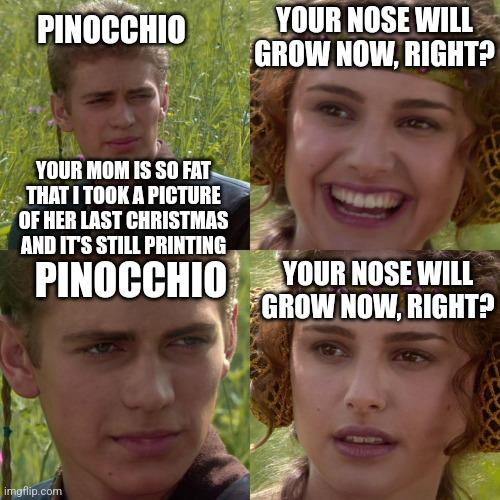 PINOCCHIO
YOUR MOM IS SO FAT
THAT I TOOK A PICTURE
OF HER LAST CHRISTMAS
AND IT'S STILL PRINTING
YOUR NOSE WILL
GROW NOW, RIGHT?
PINOCCHIO
YOUR NOSE WILL
GROW NOW, RIGHT?
imgflip.com